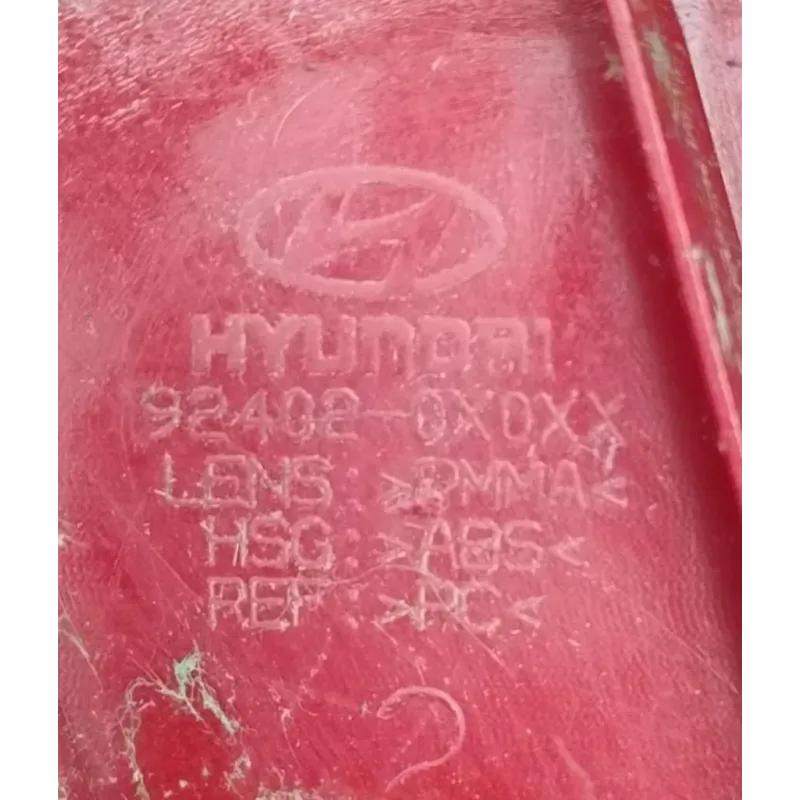 HYUNDAI
92402-0X0XX
LENS: >PMMA<
HSG: >ABS<
REF: >PC<